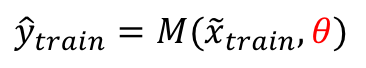 ŷ_train = M(x̃_train, θ)